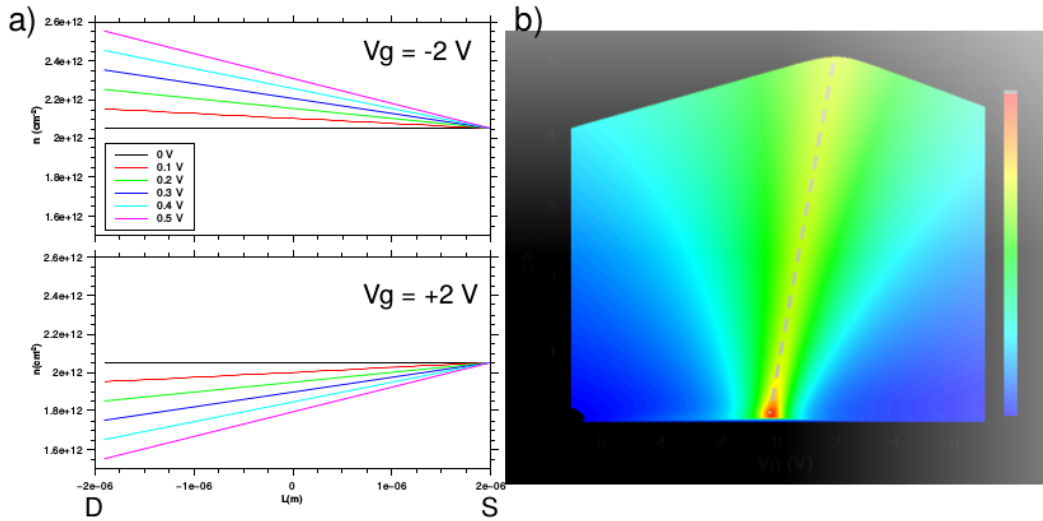 a)
2.6e+12
2.4e+12
2.2e+12
2e+12
1.8e+12
1.6e+12
n (cm⁻²)
Vg = -2 V
0 V
0.1 V
0.2 V
0.3 V
0.4 V
0.5 V
2.6e+12
2.4e+12
2.2e+12
2e+12
1.8e+12
1.6e+12
n(cm²)
Vg = +2 V
−2e−06
−1e−06
0
1e−06
2e−06
L(m)
D
S
b)
4
2
1
-6
2
0
2
4
6
(V)